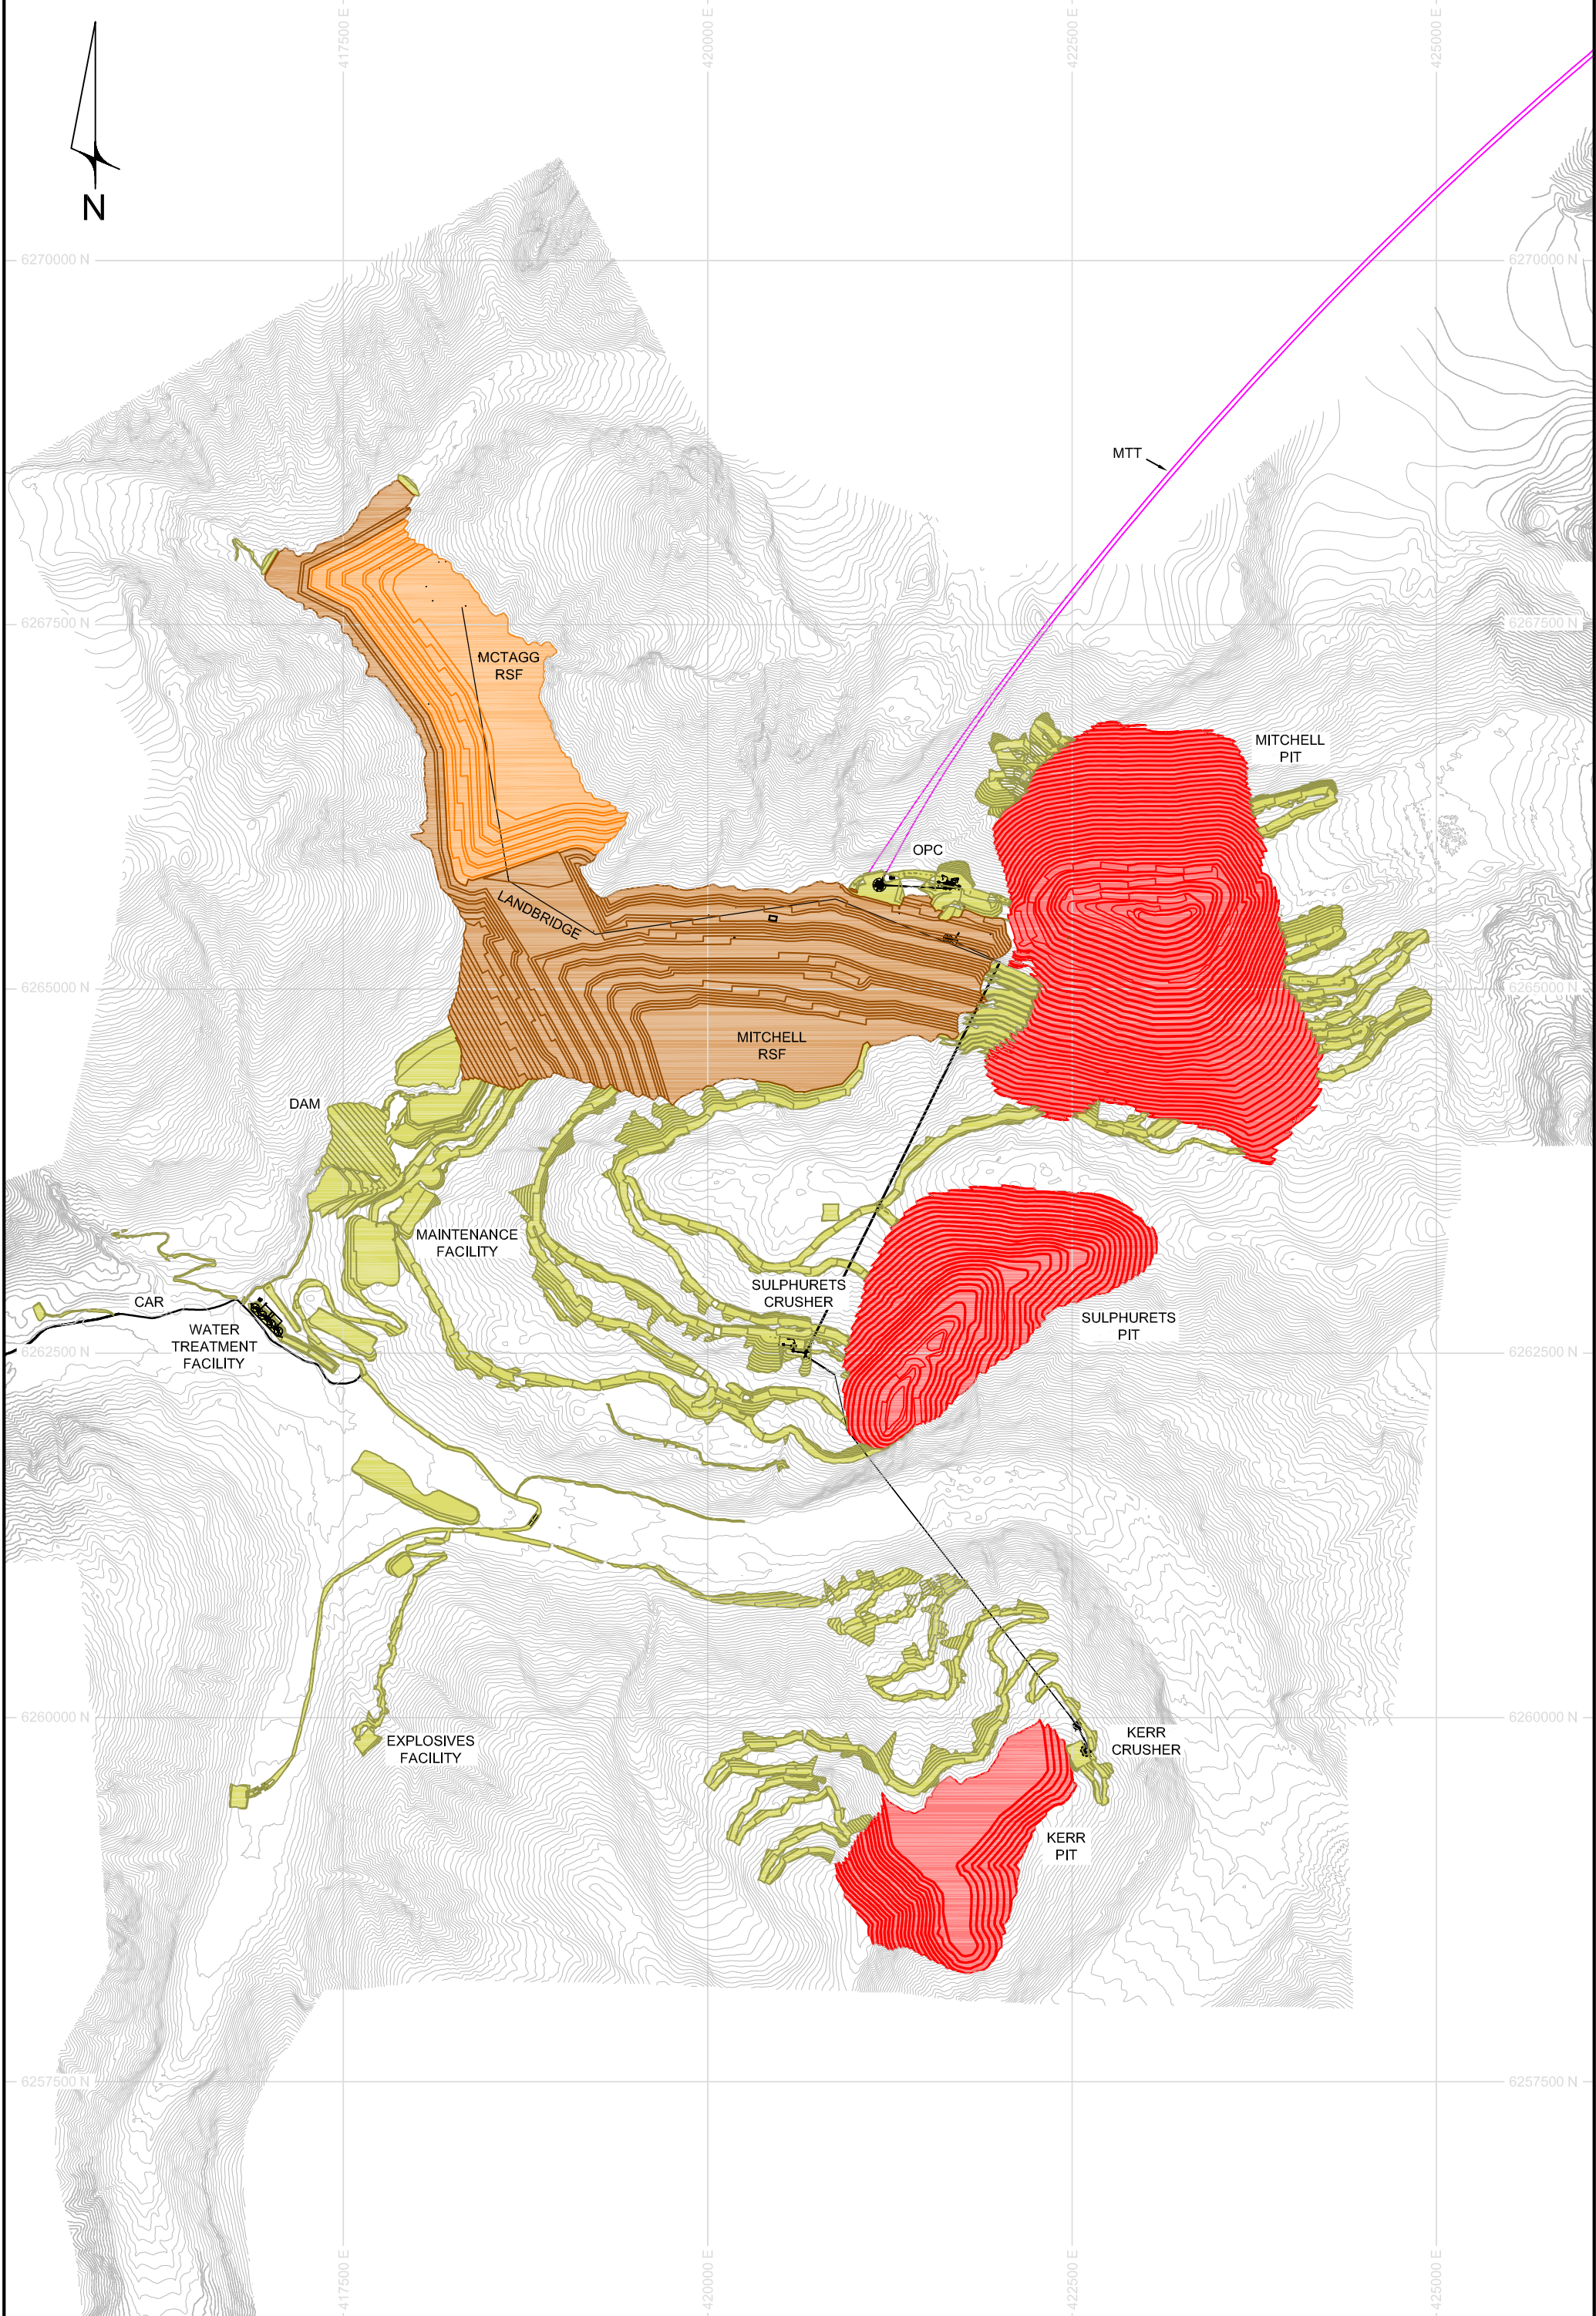 417500 E
420000 E
422500 E
425000 E
N
6270000 N
6270000 N
MTT
6267500 N
6267500 N
MCTAGG
RSF
MITCHELL
PIT
OPC
LANDBRIDGE
6265000 N
6265000 N
MITCHELL
RSF
DAM
MAINTENANCE
FACILITY
SULPHURETS
CRUSHER
CAR
SULPHURETS
PIT
WATER
TREATMENT
FACILITY
6262500 N
6262500 N
6260000 N
6260000 N
EXPLOSIVES
FACILITY
KERR
CRUSHER
KERR
PIT
6257500 N
6257500 N
417500 E
420000 E
422500 E
425000 E